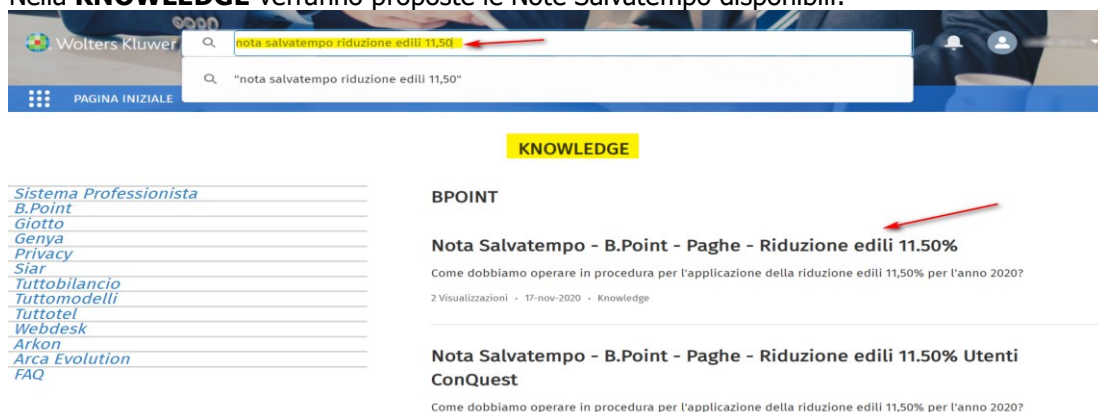 Nella KNOWLEDGE verranno proposte le Note Salvatempo disponibili:
Wolters Kluwer
nota salvatempo riduzione edili 11,50
"nota salvatempo riduzione edili 11,50"
PAGINA INIZIALE
KNOWLEDGE
Sistema Professionista
B.Point
Giotto
Genya
Privacy
Siar
Tuttobilancio
Tuttomodelli
Tuttotel
Webdesk
Arkon
Arca Evolution
FAQ
BPOINT
Nota Salvatempo - B.Point - Paghe - Riduzione edili 11.50%
Come dobbiamo operare in procedura per l'applicazione della riduzione edili 11,50% per l'anno 2020?
2 Visualizzazioni • 17-nov-2020 • Knowledge
Nota Salvatempo - B.Point - Paghe - Riduzione edili 11.50% Utenti
ConQuest
Come dobbiamo operare in procedura per l'applicazione della riduzione edili 11,50% per l'anno 2020?